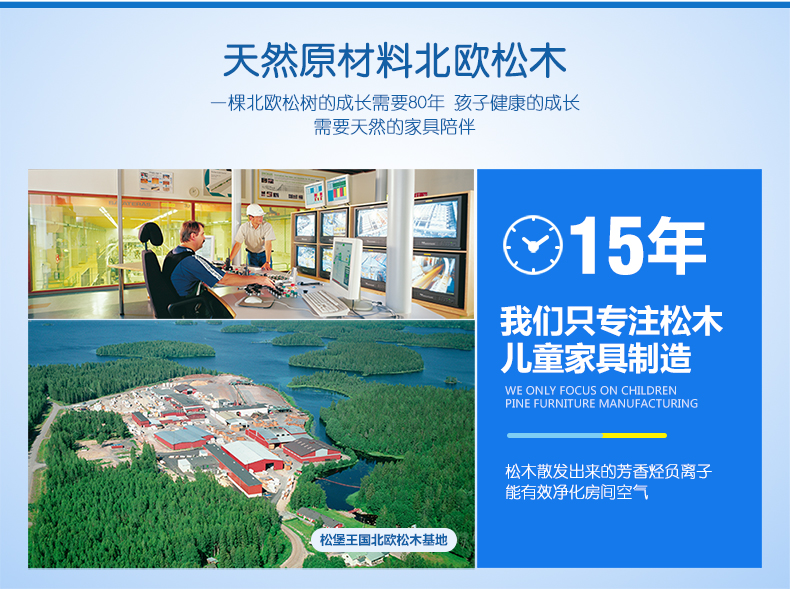 天然原材料北欧松木
一棵北欧松树的成长需要80年 孩子健康的成长
需要天然的家具陪伴
15年
我们只专注松木
儿童家具制造
WE ONLY FOCUS ON CHILDREN
PINE FURNITURE MANUFACTURING
松木散发出来的芳香烃负离子
能有效净化房间空气
松堡王国北欧松木基地